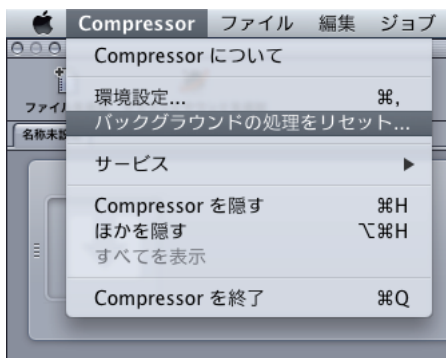 Compressor ファイル 編集 ジョブ
Compressor について
環境設定... ⌘,
バックグラウンドの処理をリセット...
サービス ▶
Compressor を隠す ⌘H
ほかを隠す ⌥⌘H
すべてを表示
Compressor を終了 ⌘Q
ファイル
名称未設